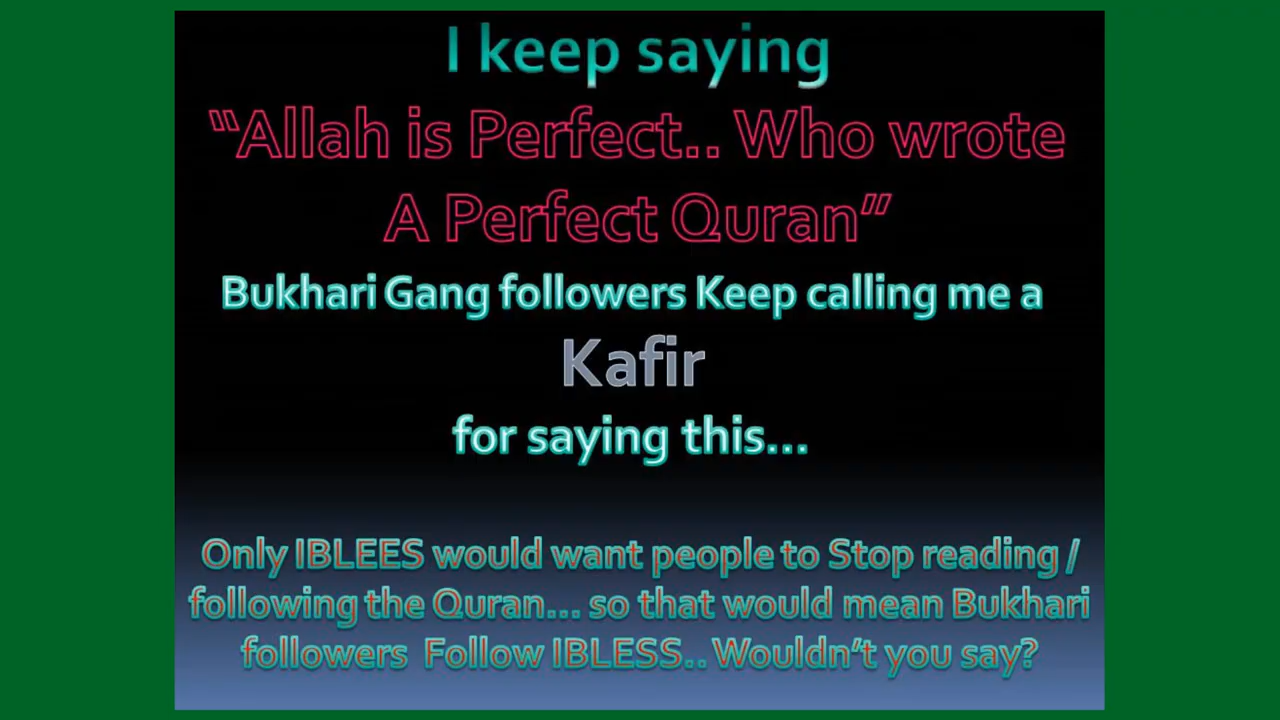 I keep saying
“Allah is Perfect.. Who wrote
A Perfect Quran”
Bukhari Gang followers Keep calling me a
Kafir
for saying this...
Only IBLEES would want people to Stop reading /
following the Quran... so that would mean Bukhari
followers Follow IBLESS.. Wouldn’t you say?